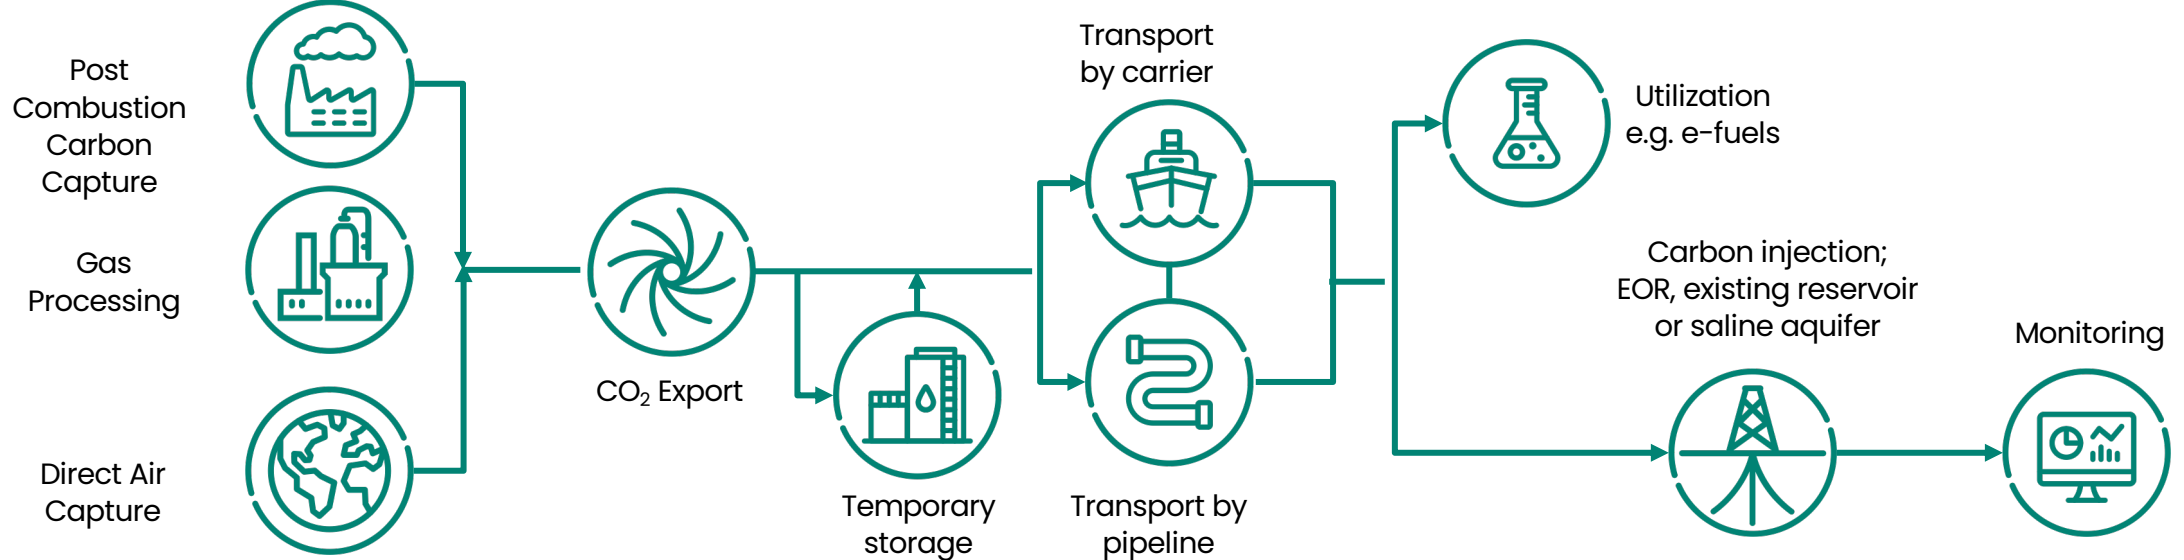 Post
Combustion
Carbon
Capture
Gas
Processing
Direct Air
Capture
CO₂ Export
Temporary
storage
Transport
by carrier
Transport by
pipeline
Utilization
e.g. e-fuels
Carbon injection;
EOR, existing reservoir
or saline aquifer
Monitoring